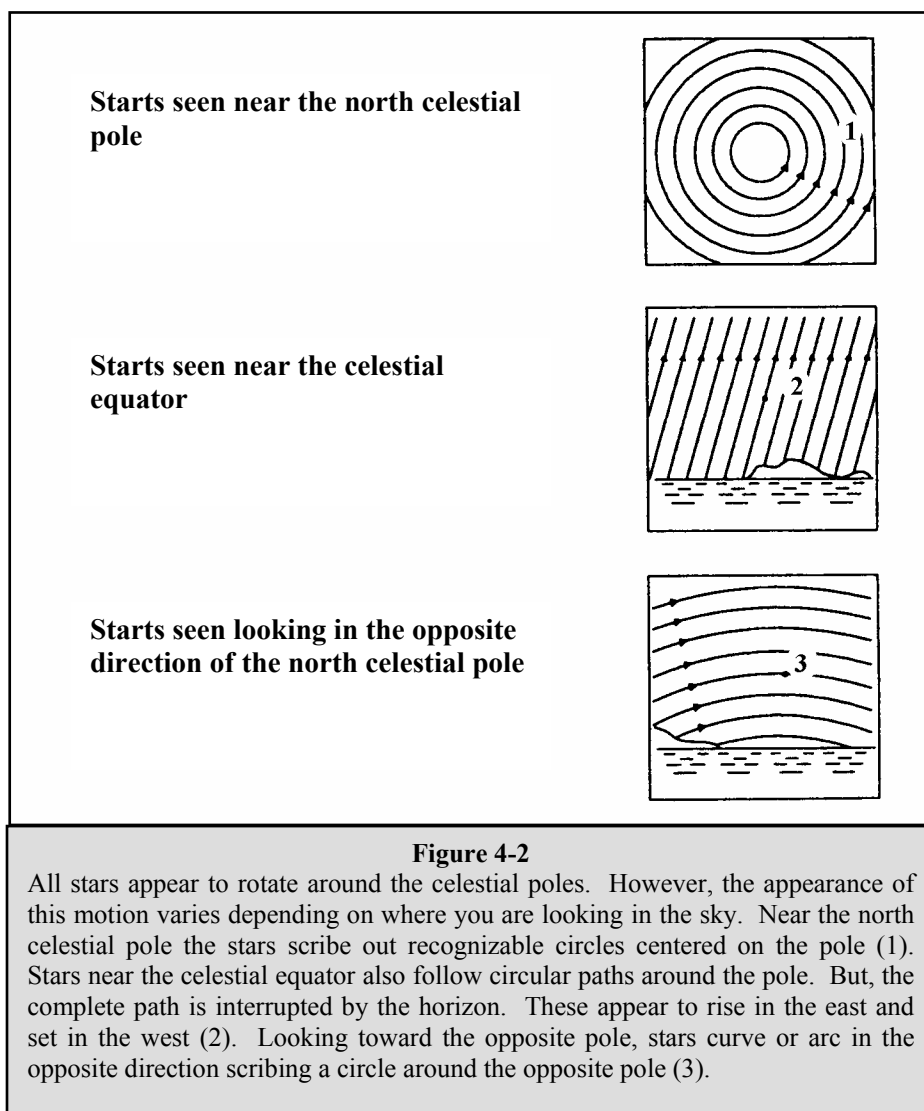 Starts seen near the north celestial
pole
1
Starts seen near the celestial
equator
2
Starts seen looking in the opposite
direction of the north celestial pole
3
Figure 4-2
All stars appear to rotate around the celestial poles. However, the appearance of
this motion varies depending on where you are looking in the sky. Near the north
celestial pole the stars scribe out recognizable circles centered on the pole (1).
Stars near the celestial equator also follow circular paths around the pole. But, the
complete path is interrupted by the horizon. These appear to rise in the east and
set in the west (2). Looking toward the opposite pole, stars curve or arc in the
opposite direction scribing a circle around the opposite pole (3).